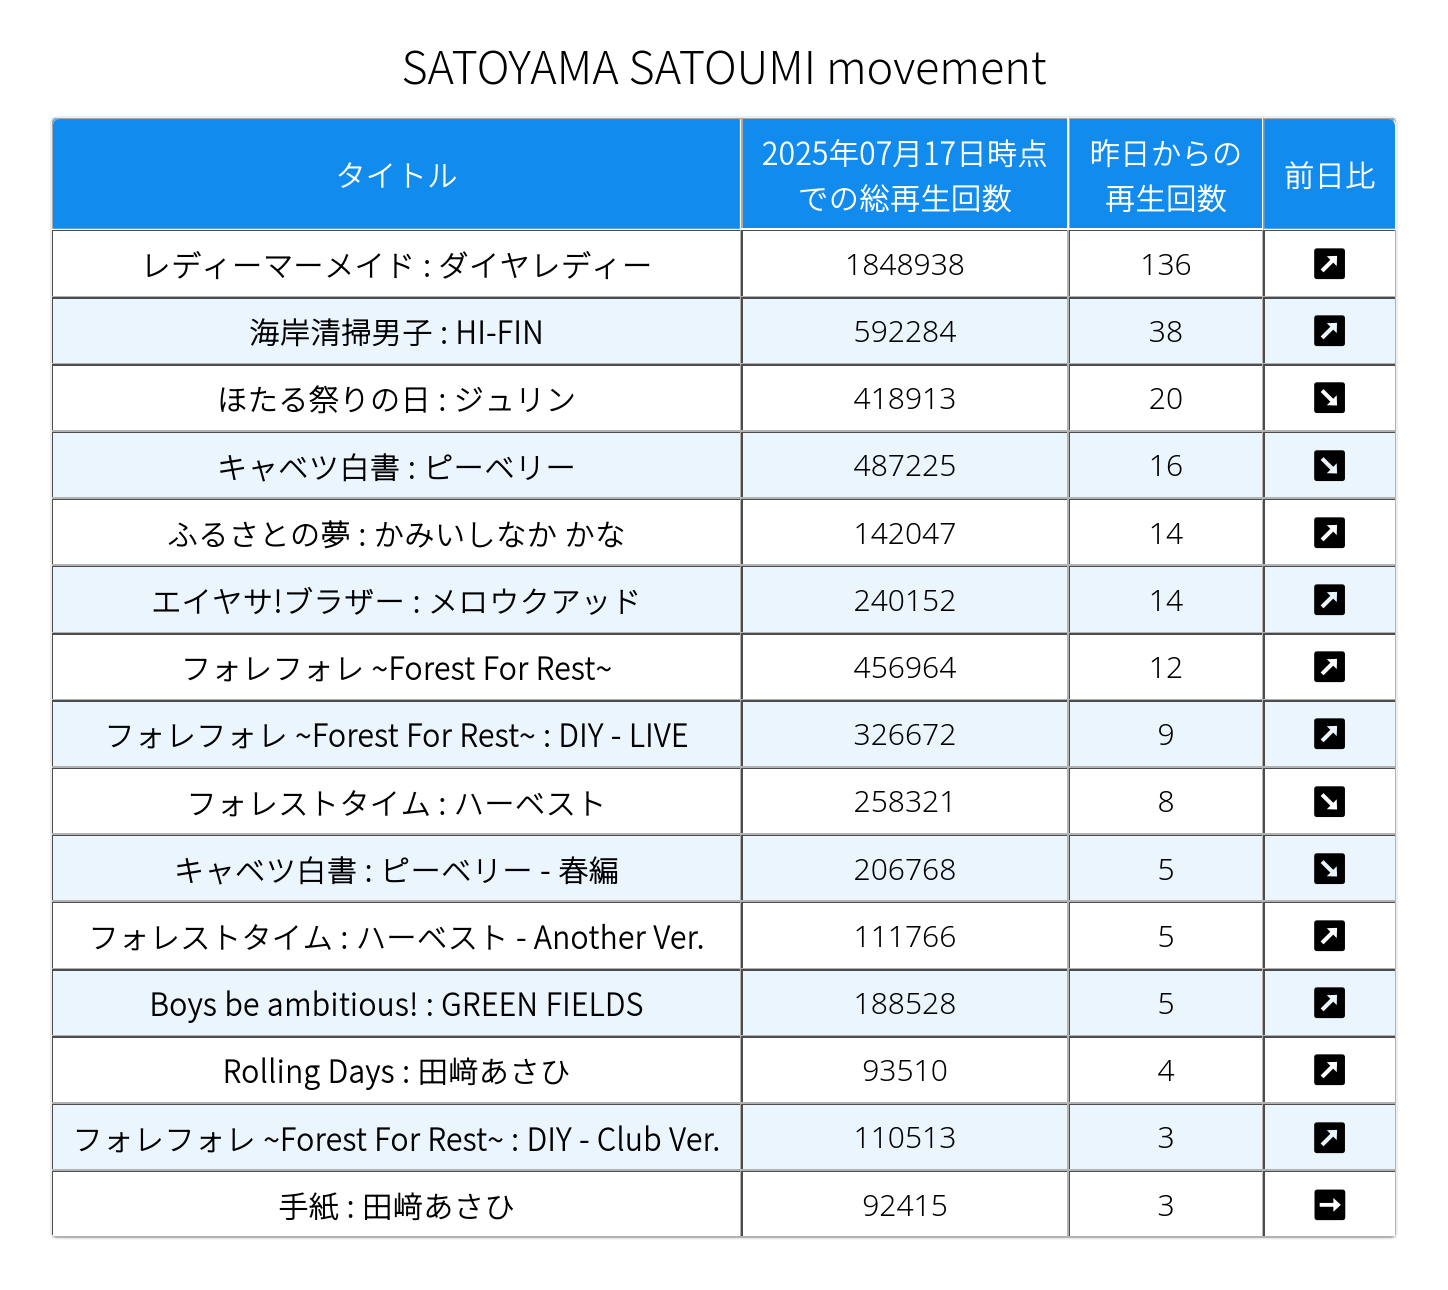 SATOYAMA SATOUMI movement
タイトル 2025年07月17日時点での総再生回数 昨日からの再生回数 前日比
レディーマーメイド : ダイヤレディー 1848938 136 ↗
海岸清掃男子 : HI-FIN 592284 38 ↗
ほたる祭りの日 : ジュリン 418913 20 ↘
キャベツ白書 : ピーベリー 487225 16 ↘
ふるさとの夢 : かみいしなか かな 142047 14 ↗
エイヤサ!ブラザー : メロウクアッド 240152 14 ↗
フォレフォレ ~Forest For Rest~ 456964 12 ↗
フォレフォレ ~Forest For Rest~ : DIY - LIVE 326672 9 ↗
フォレストタイム : ハーベスト 258321 8 ↘
キャベツ白書 : ピーベリー - 春編 206768 5 ↘
フォレストタイム : ハーベスト - Another Ver. 111766 5 ↗
Boys be ambitious! : GREEN FIELDS 188528 5 ↗
Rolling Days : 田﨑あさひ 93510 4 ↗
フォレフォレ ~Forest For Rest~ : DIY - Club Ver. 110513 3 ↗
手紙 : 田﨑あさひ 92415 3 →